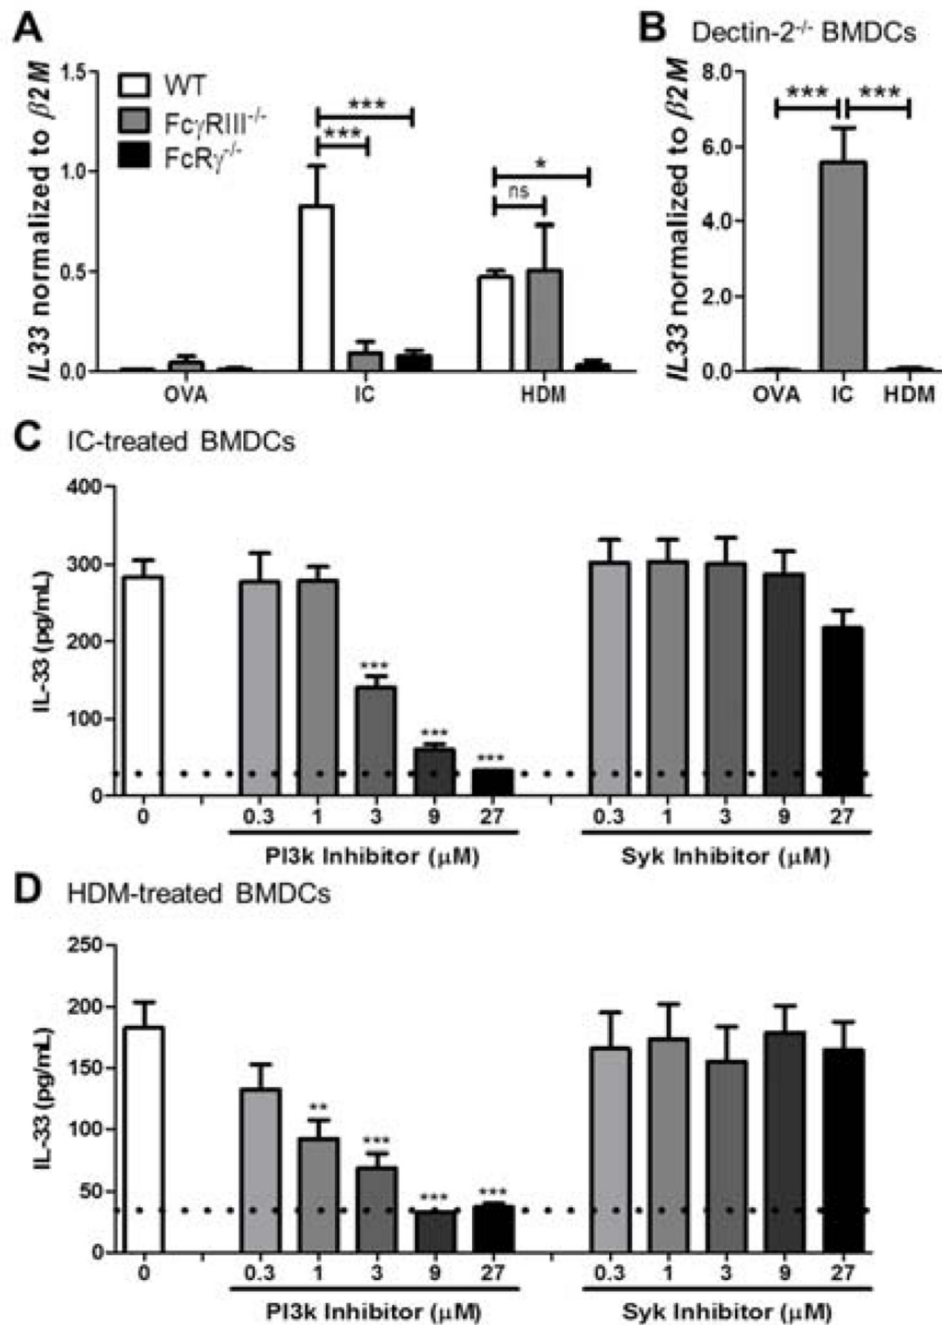 A
B Dectin-2-/- BMDCs
IL33 normalized to β2M
1.5
1.0
0.5
0.0
WT
FcγRIII-/-
FcRγ-/-
***
***
*
ns
OVA
IC
HDM
IL33 normalized to β2M
8.0
6.0
4.0
2.0
0.0
***
***
OVA
IC
HDM
C IC-treated BMDCs
IL-33 (pg/mL)
400
300
200
100
0
***
***
***
0
0.3
1
3
9
27
0.3
1
3
9
27
PI3k Inhibitor (μM)
Syk Inhibitor (μM)
D HDM-treated BMDCs
IL-33 (pg/mL)
250
200
150
100
50
0
**
***
***
***
0
0.3
1
3
9
27
0.3
1
3
9
27
PI3k Inhibitor (μM)
Syk Inhibitor (μM)